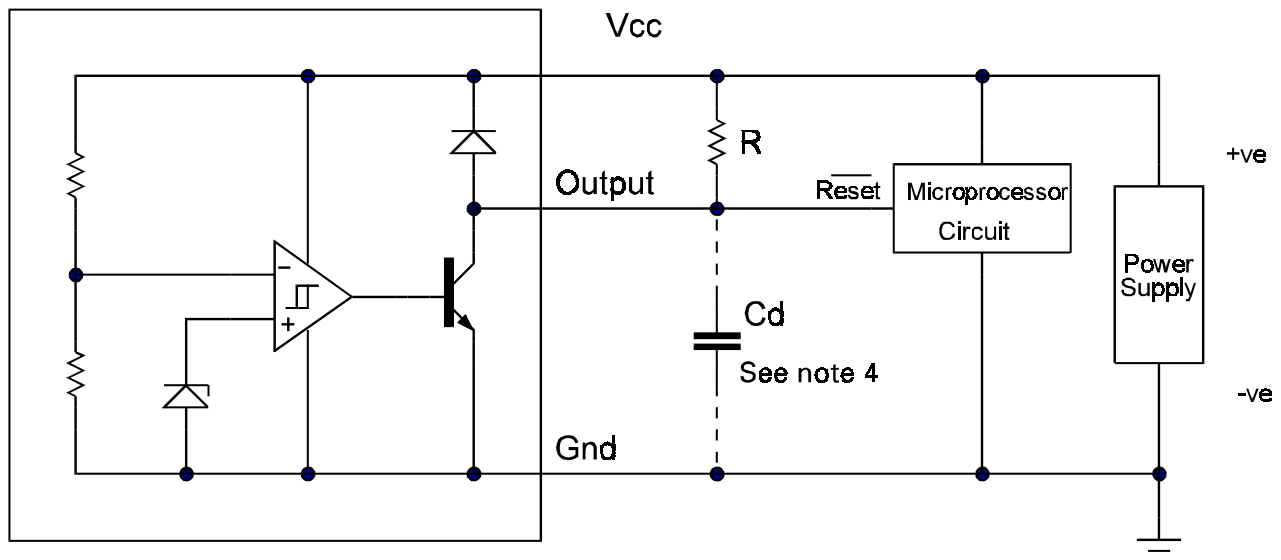 Vcc
R
+ve
Output
Reset
Microprocessor
Circuit
Power
Supply
−
+
Cd
See note 4
-ve
Gnd